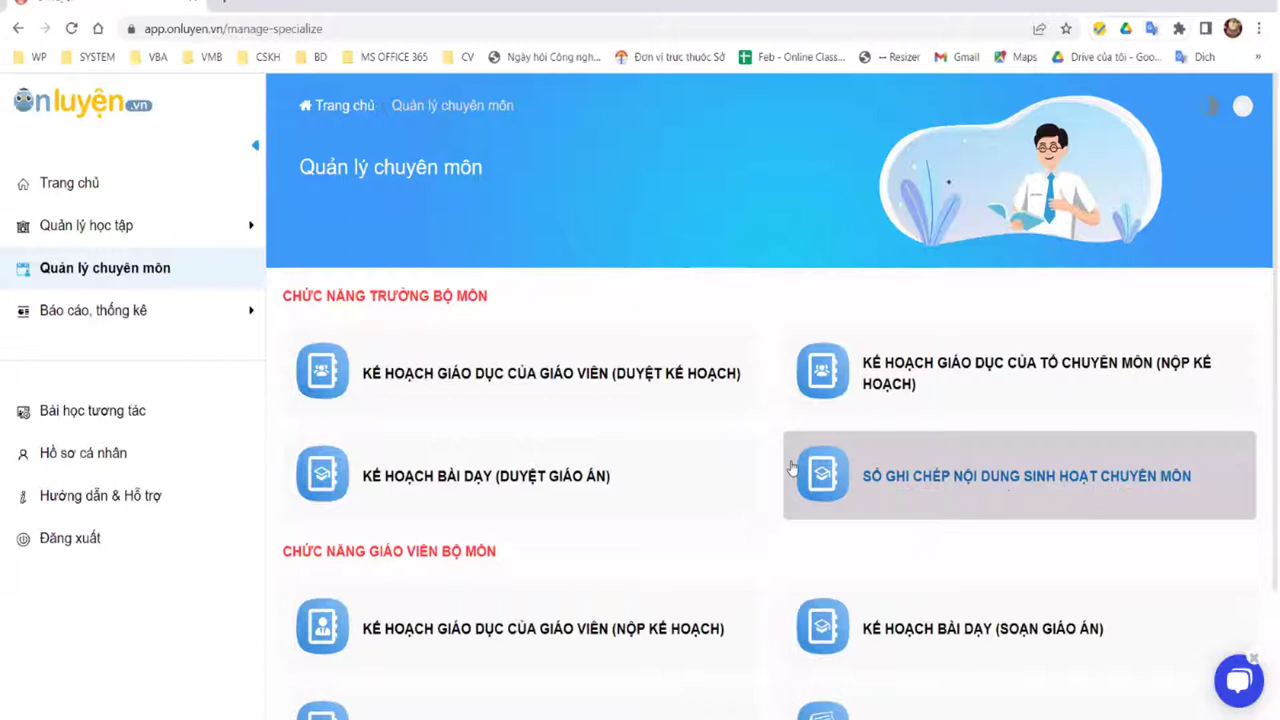 app.onluyen.vn/manage-specialize
WP SYSTEM VBA VMB CSKH BD MS OFFICE 365 CV Ngày hội Công ngh... Đơn vị trực thuộc Sở Feb - Online Class... -- Resizer Gmail Maps Drive của tôi - Goo... Dịch »
Ôn luyện .vn
Trang chủ Quản lý chuyên môn
Quản lý chuyên môn
Trang chủ
Quản lý học tập
Quản lý chuyên môn
Báo cáo, thống kê
Bài học tương tác
Hồ sơ cá nhân
Hướng dẫn & Hỗ trợ
Đăng xuất
CHỨC NĂNG TRƯỞNG BỘ MÔN
KẾ HOẠCH GIÁO DỤC CỦA GIÁO VIÊN (DUYỆT KẾ HOẠCH)
KẾ HOẠCH GIÁO DỤC CỦA TỔ CHUYÊN MÔN (NỘP KẾ
HOẠCH)
KẾ HOẠCH BÀI DẠY (DUYỆT GIÁO ÁN)
SỔ GHI CHÉP NỘI DUNG SINH HOẠT CHUYÊN MÔN
CHỨC NĂNG GIÁO VIÊN BỘ MÔN
KẾ HOẠCH GIÁO DỤC CỦA GIÁO VIÊN (NỘP KẾ HOẠCH)
KẾ HOẠCH BÀI DẠY (SOẠN GIÁO ÁN)